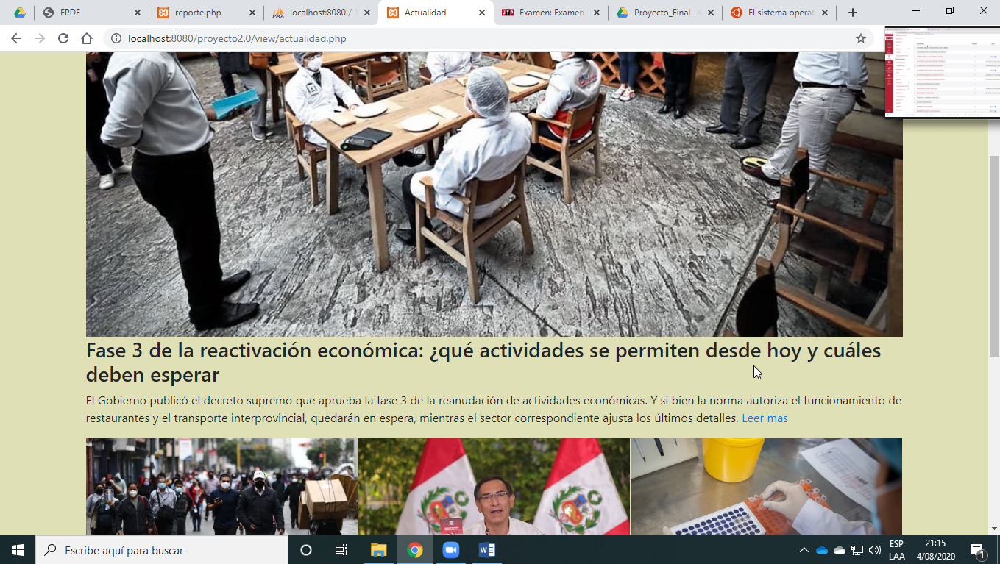 FPDF
reporte.php
localhost:8080 /
Actualidad
Examen: Examen
Proyecto_Final -
El sistema operat
localhost:8080/proyecto2.0/view/actualidad.php
Fase 3 de la reactivación económica: ¿qué actividades se permiten desde hoy y cuáles
deben esperar
El Gobierno publicó el decreto supremo que aprueba la fase 3 de la reanudación de actividades económicas. Y si bien la norma autoriza el funcionamiento de
restaurantes y el transporte interprovincial, quedarán en espera, mientras el sector correspondiente ajusta los últimos detalles. Leer mas
Escribe aquí para buscar
ESP
LAA
21:15
4/08/2020
1